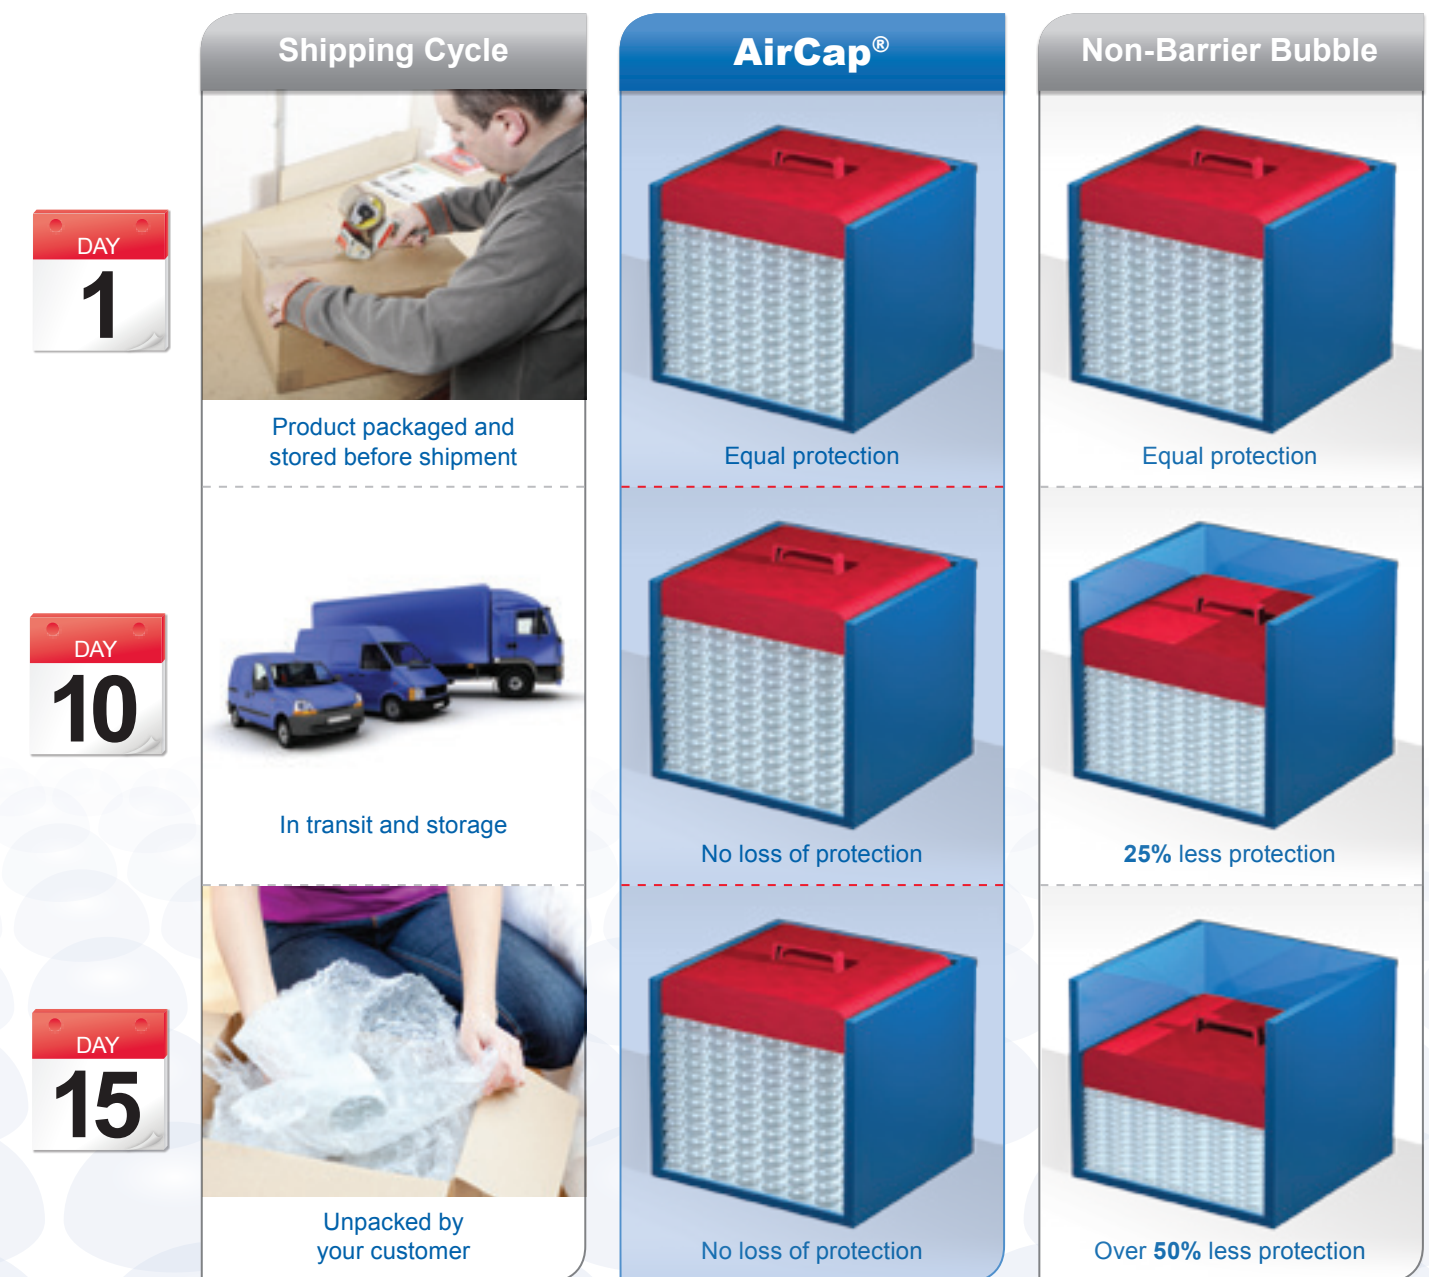 Shipping Cycle
AirCap®
Non-Barrier Bubble
DAY
1
Product packaged and
stored before shipment
Equal protection
Equal protection
DAY
10
In transit and storage
No loss of protection
25% less protection
DAY
15
Unpacked by
your customer
No loss of protection
Over 50% less protection